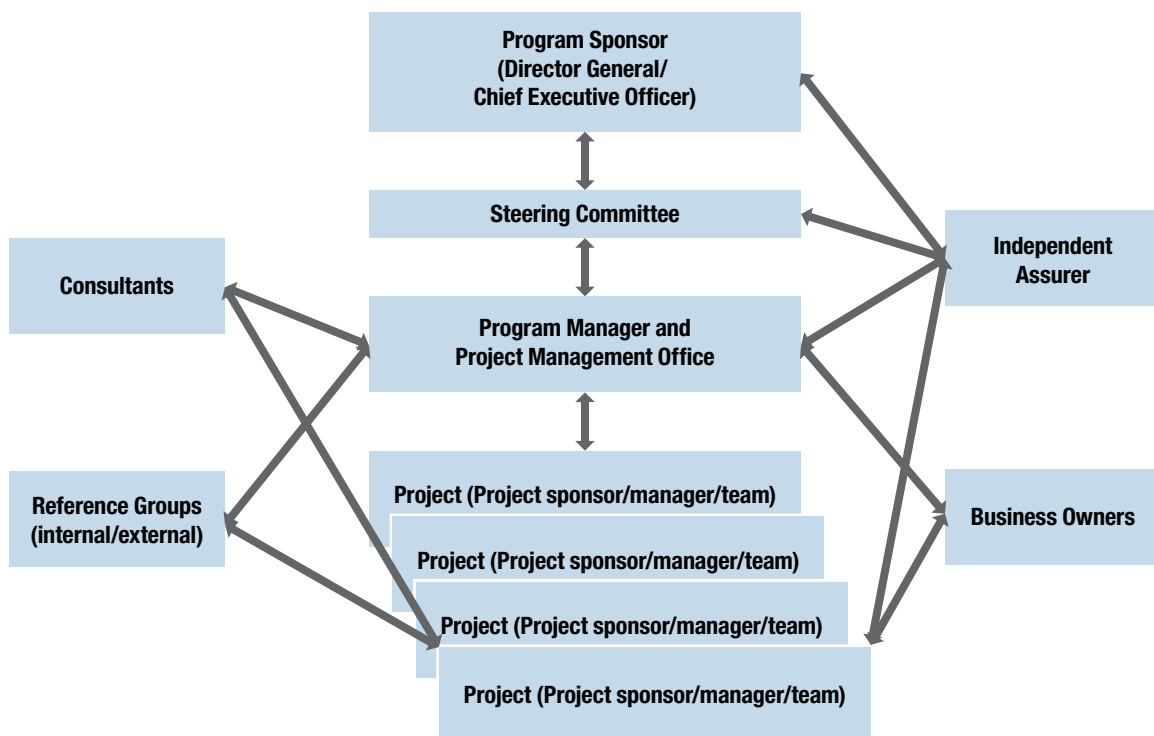 Program Sponsor
(Director General/
Chief Executive Officer)
Steering Committee
Consultants
Independent
Assurer
Program Manager and
Project Management Office
Reference Groups
(internal/external)
Project (Project sponsor/manager/team)
Business Owners
Project (Project sponsor/manager/team)
Project (Project sponsor/manager/team)
Project (Project sponsor/manager/team)